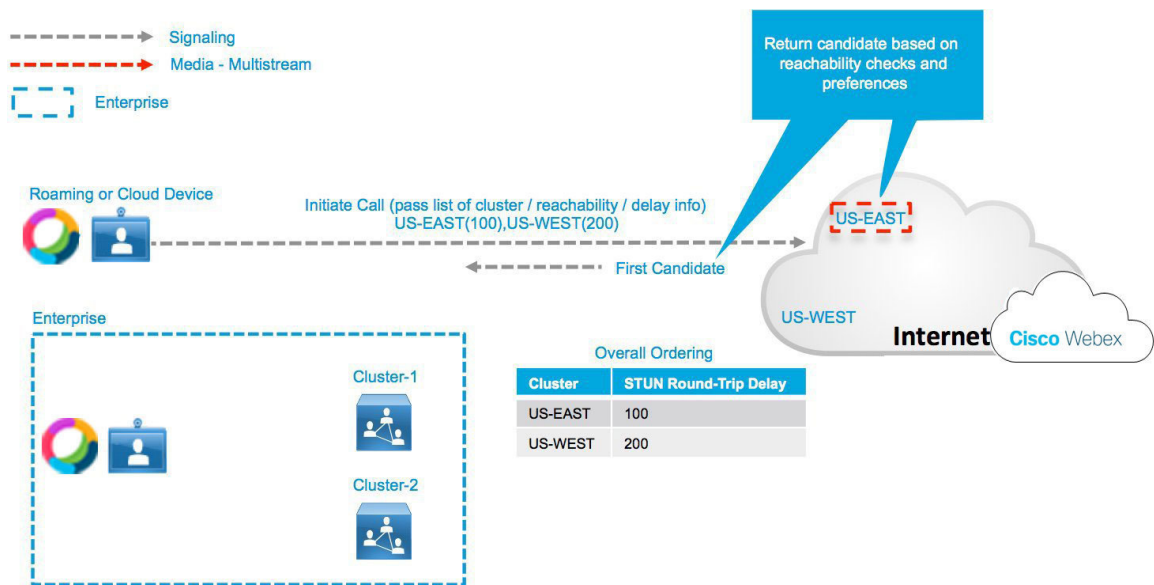 Signaling
Media - Multistream
Enterprise
Return candidate based on
reachability checks and
preferences
Roaming or Cloud Device
Initiate Call (pass list of cluster / reachability / delay info)
US-EAST(100),US-WEST(200)
First Candidate
US-EAST
US-WEST
Internet
Cisco Webex
Enterprise
Cluster-1
Cluster-2
Overall Ordering
Cluster STUN Round-Trip Delay
US-EAST 100
US-WEST 200